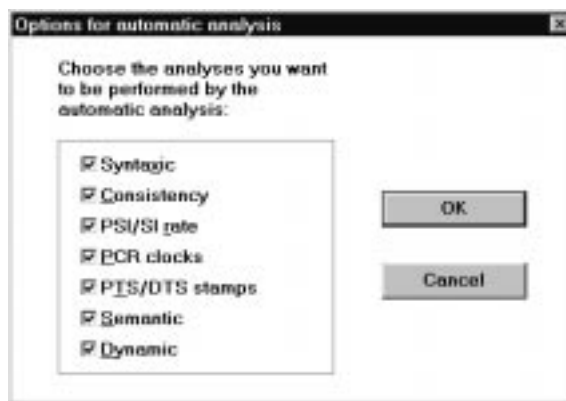 Options for automatic analysis
Choose the analyses you want
to be performed by the
automatic analysis:
Syntaxic
Consistency
PSI/SI rate
PCR clocks
PTS/DTS stamps
Semantic
Dynamic
OK
Cancel